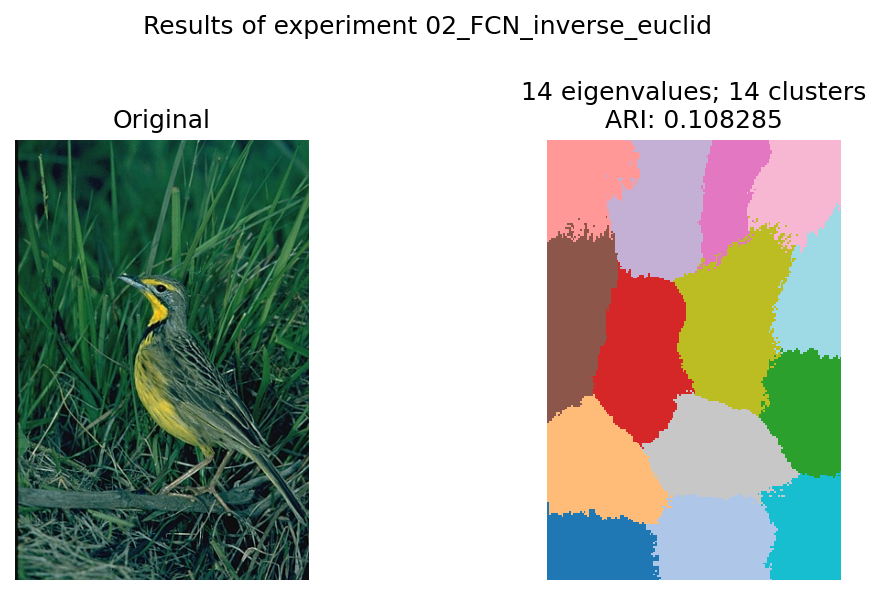 Results of experiment 02_FCN_inverse_euclid
Original
14 eigenvalues; 14 clusters
ARI: 0.108285